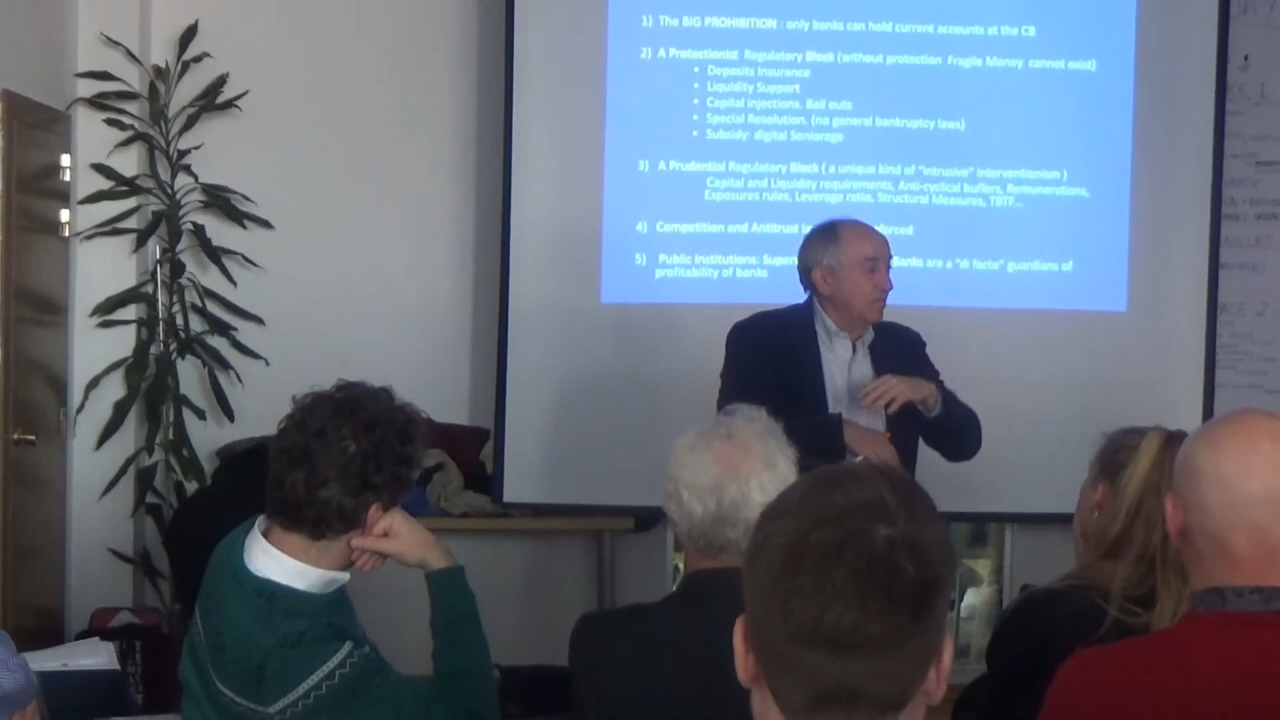 1) The BIG PROHIBITION : only banks can hold current accounts at the CB
2) A Protectionist Regulatory Block (without protection Fragile Money cannot exist)
• Deposits Insurance
• Liquidity Support
• Capital injections. Bail outs
• Special Resolution. (no general bankruptcy laws)
• Subsidy: digital Seniorage
3) A Prudential Regulatory Block ( a unique kind of "intrusive" interventionism )
Capital and Liquidity requirements, Anti-cyclical buffers, Remunerations,
Exposures rules, Leverage ratio, Structural Measures, TBTF...
4) Competition and Antitrust
5) Public Institutions: Banks are a "di facto" guardians of
profitability of banks